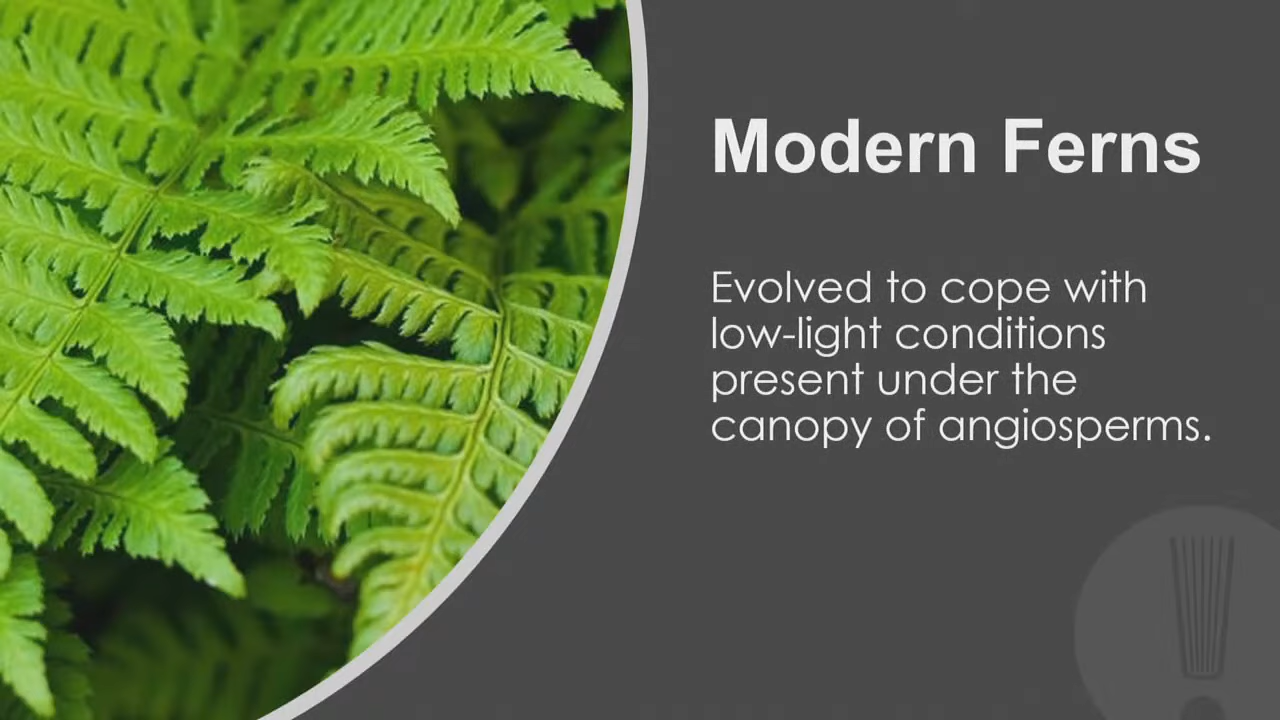 Modern Ferns
Evolved to cope with
low-light conditions
present under the
canopy of angiosperms.